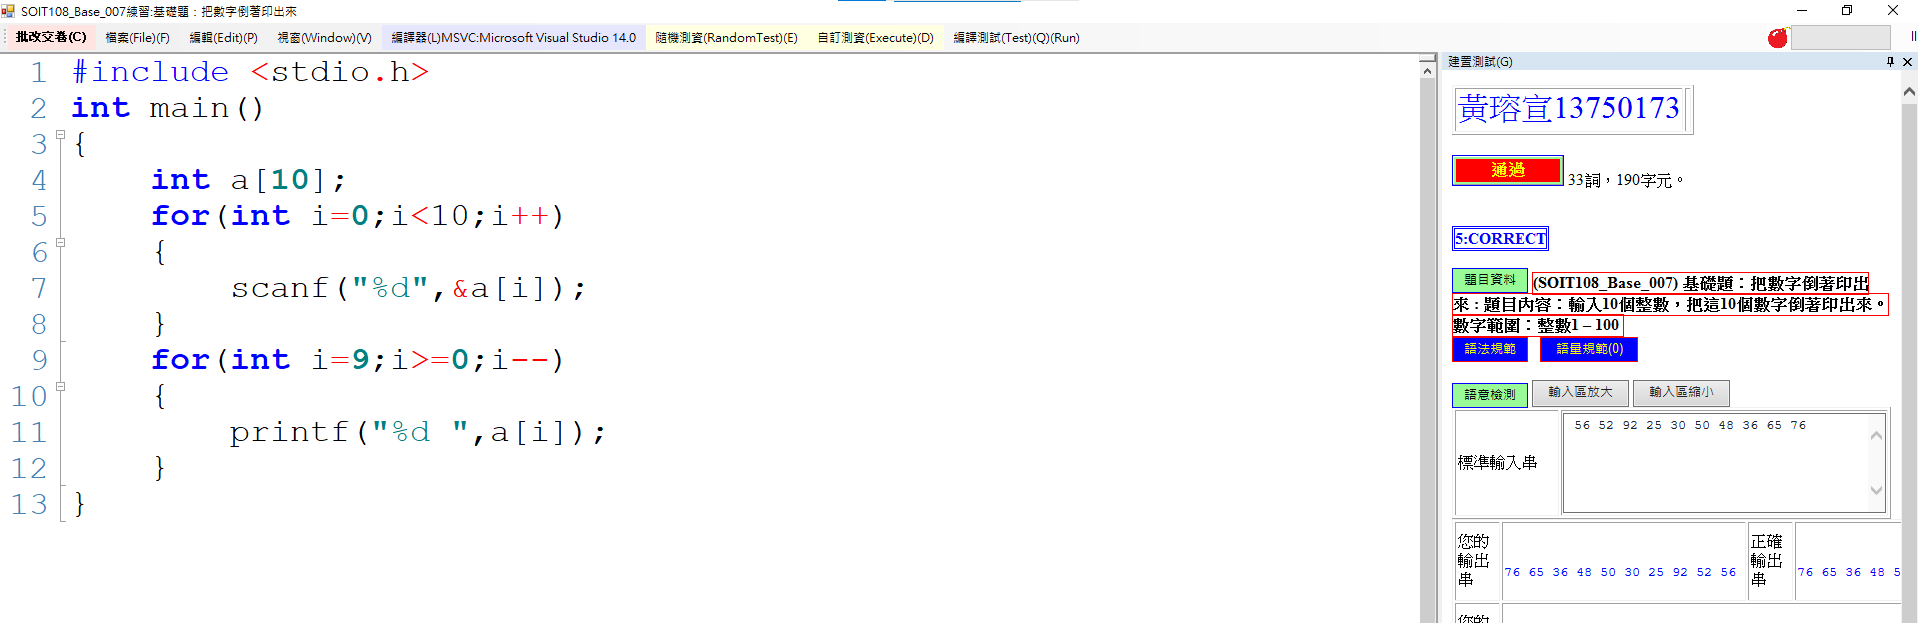 SOIT108_Base_007練習:基礎題：把數字倒著印出來
批改交卷(C) 檔案(File)(F) 編輯(Edit)(P) 視窗(Window)(V) 編譯器(L)MSVC:Microsoft Visual Studio 14.0 隨機測資(RandomTest)(E) 自訂測資(Execute)(D) 編譯測試(Test)(Q)(Run)
1 #include <stdio.h>
2 int main()
3 {
4 int a[10];
5 for(int i=0;i<10;i++)
6 {
7 scanf("%d",&a[i]);
8 }
9 for(int i=9;i>=0;i--)
10 {
11 printf("%d ",a[i]);
12 }
13 }
建置測試(G)
黃瑢宣13750173
通過 33詞，190字元。
5:CORRECT
題目資料 (SOIT108_Base_007) 基礎題：把數字倒著印出
來 : 題目內容：輸入10個整數，把這10個數字倒著印出來。
數字範圍：整數1 – 100
語法規範 語量規範(0)
語意檢測 輸入區放大 輸入區縮小
標準輸入串 56 52 92 25 30 50 48 36 65 76
您的輸出串 76 65 36 48 50 30 25 92 52 56 正確輸出串 76 65 36 48 5
您的